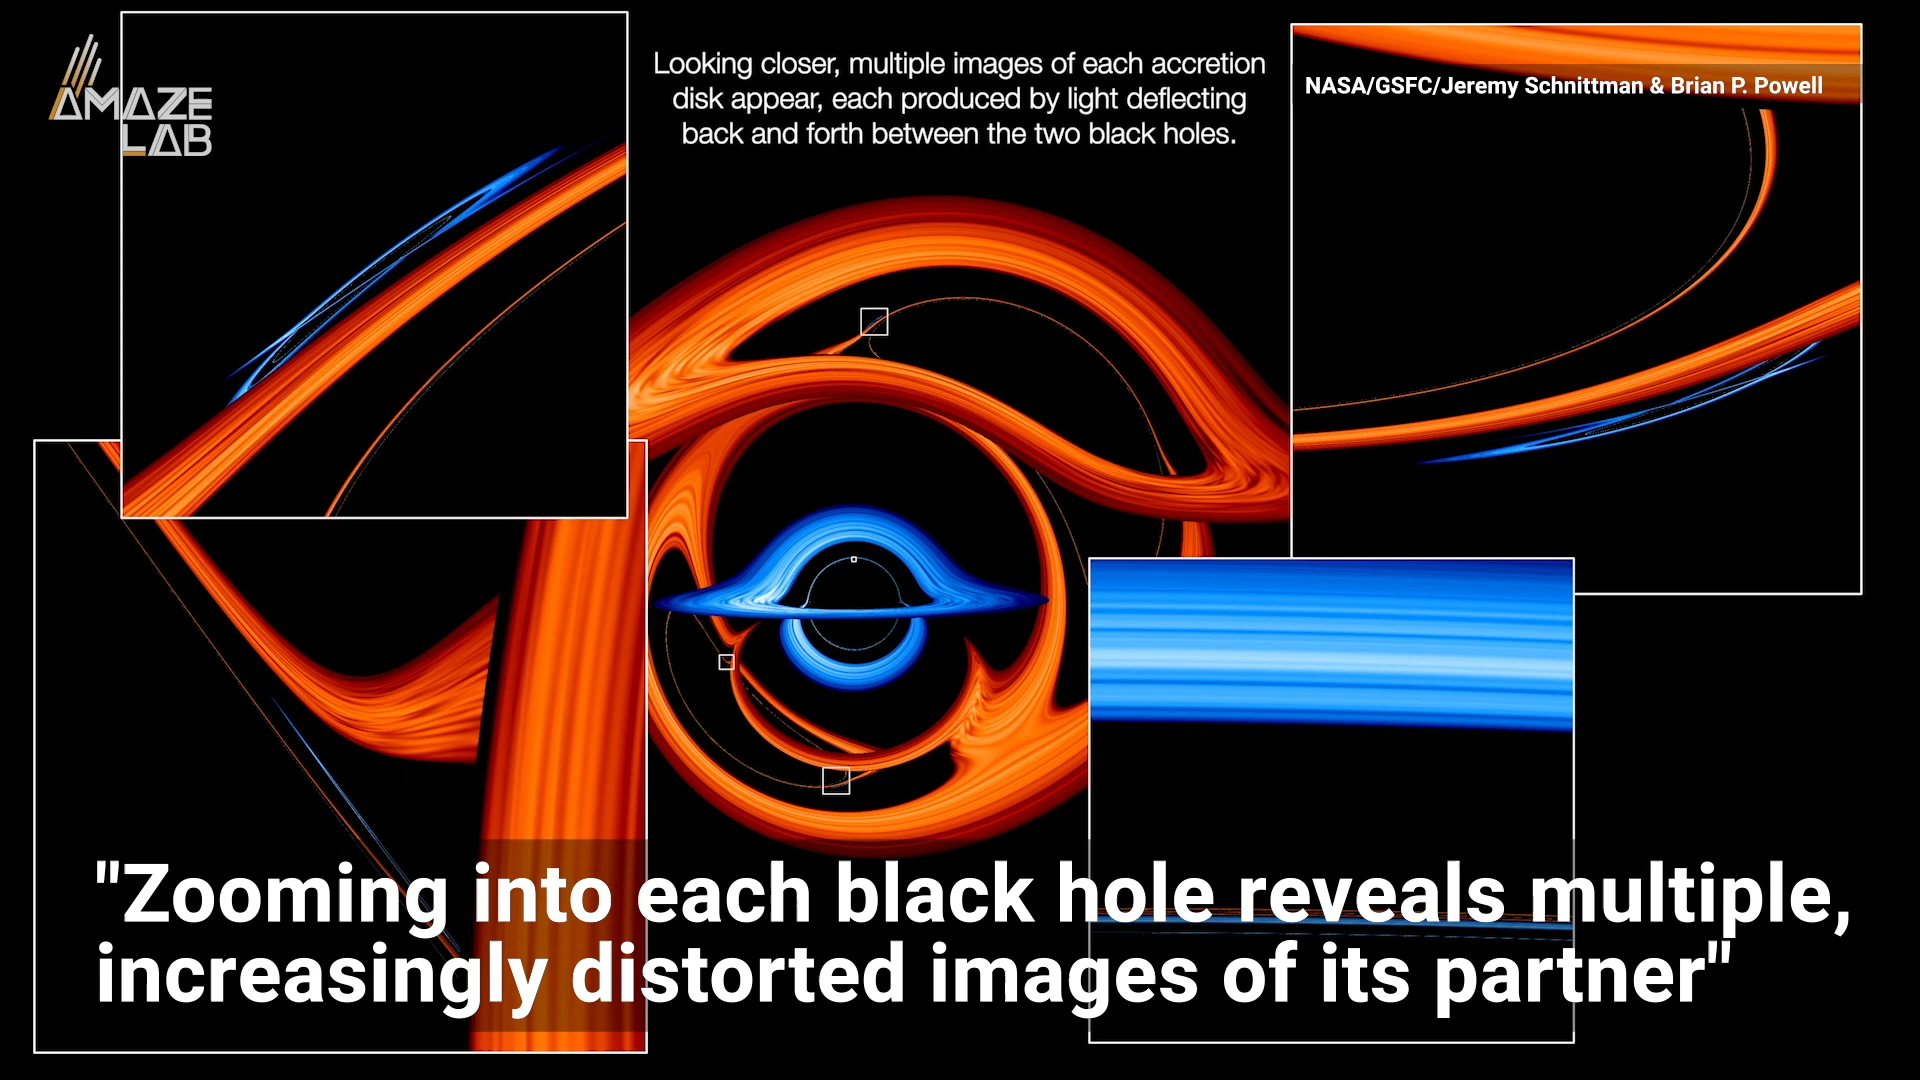 AMAZE
LAB
Looking closer, multiple images of each accretion
disk appear, each produced by light deflecting
back and forth between the two black holes.
NASA/GSFC/Jeremy Schnittman & Brian P. Powell
"Zooming into each black hole reveals multiple,
increasingly distorted images of its partner"